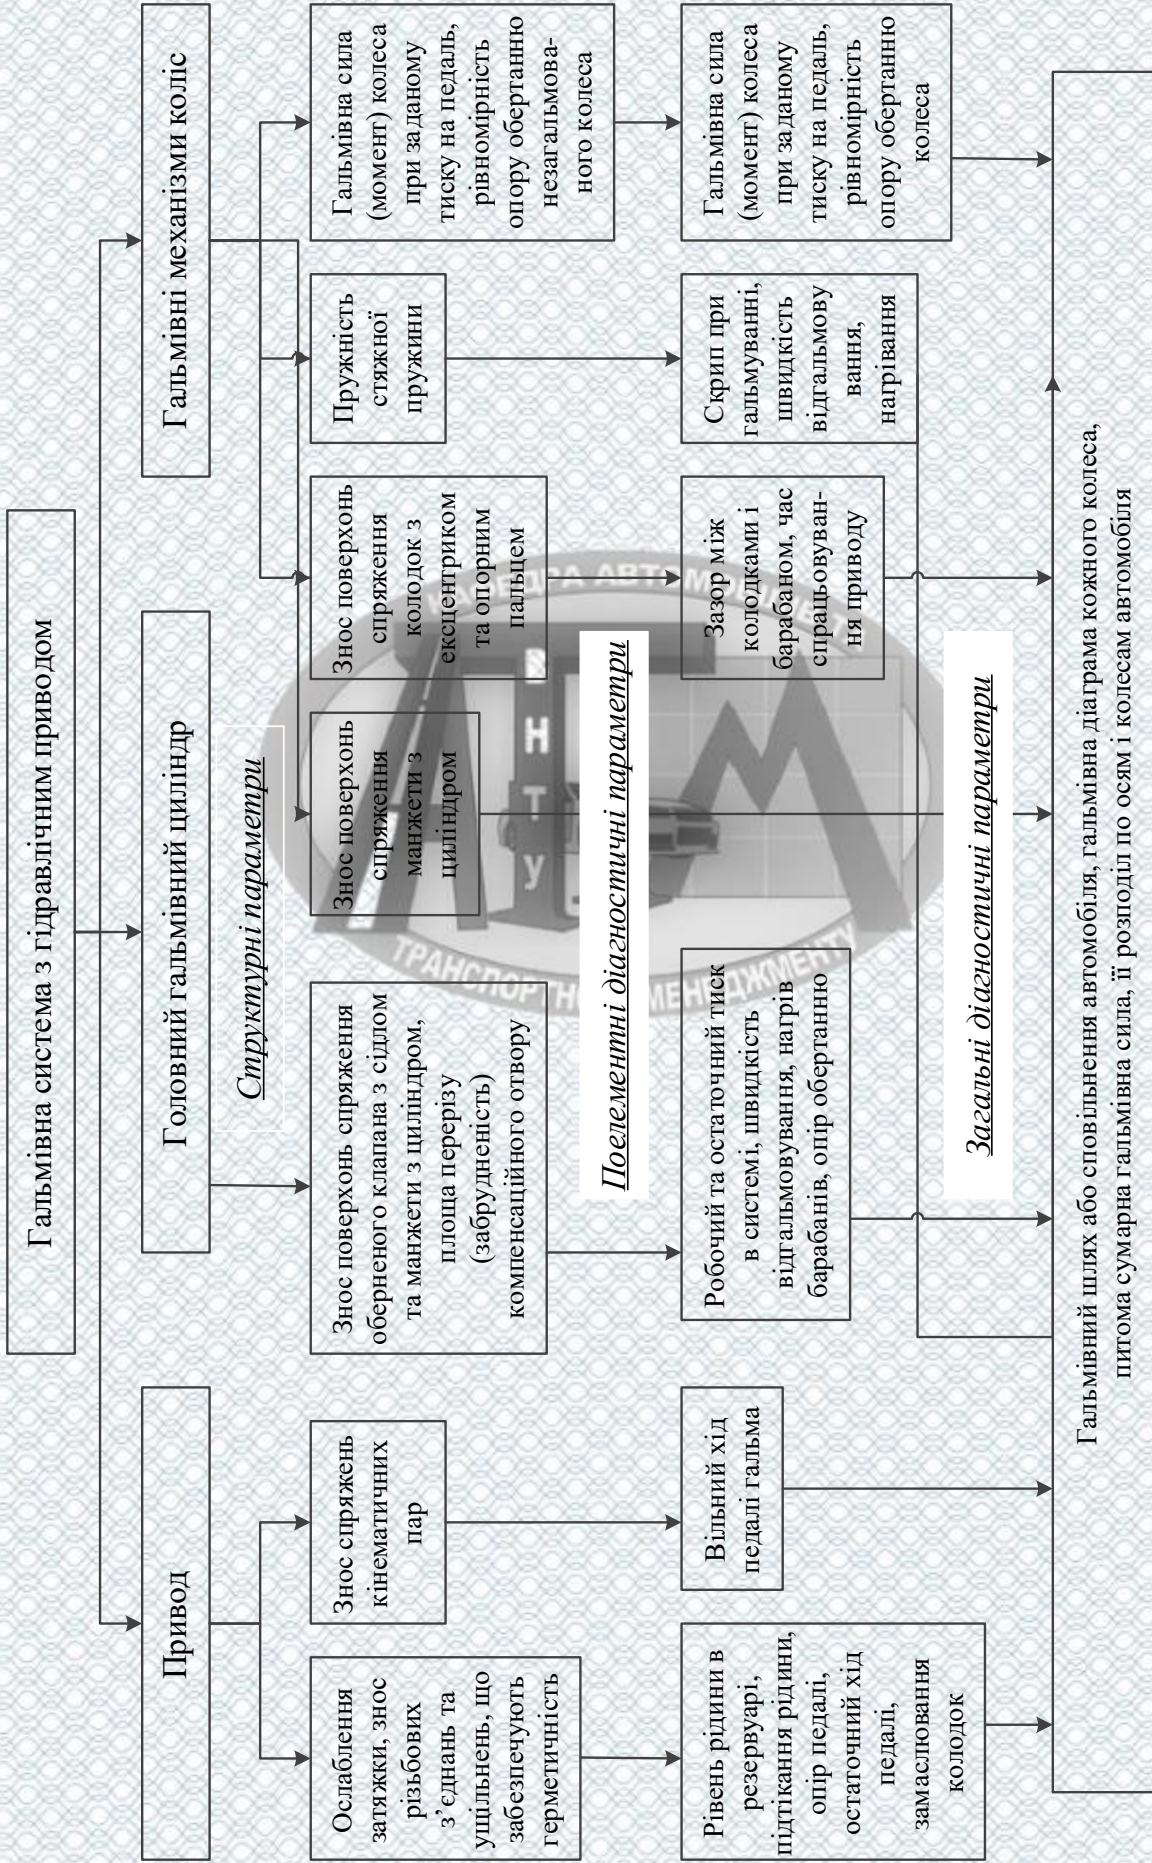 Гальмівна система з гідравлічним приводом
Привод
Головний гальмівний циліндр
Гальмівні механізми коліс
Структурні параметри
Ослаблення
затяжки, знос
різьбових
з’єднань та
ущільнень, що
забезпечують
герметичність
Знос спряжень
кінематичних
пар
Знос поверхонь спряження
оберненого клапана з сідлом
та манжети з циліндром,
площа перерізу
(забрудненість)
компенсаційного отвору
Знос поверхонь
спряження
манжети з
циліндром
Знос поверхонь
спряження
колодок з
ексцентриком
та опорним
пальцем
Пружність
стяжної
пружини
Гальмівна сила
(момент) колеса
при заданому
тиску на педаль,
рівномірність
опору обертанню
незагальмова-
ного колеса
Поелементні діагностичні параметри
Рівень рідини в
резервуарі,
підтікання рідини,
опір педалі,
остаточний хід
педалі,
замаслювання
колодок
Вільний хід
педалі гальма
Робочий та остаточний тиск
в системі, швидкість
відгальмовування, нагрів
барабанів, опір обертанню
Зазор між
колодками і
барабаном, час
спрацьовуван-
ня приводу
Скрип при
гальмуванні,
швидкість
відгальмову
вання,
нагрівання
Гальмівна сила
(момент) колеса
при заданому
тиску на педаль,
рівномірність
опору обертанню
колеса
Загальні діагностичні параметри
Гальмівний шлях або сповільнення автомобіля, гальмівна діаграма кожного колеса,
питома сумарна гальмівна сила, її розподіл по осям і колесам автомобіля
ВНТУ
ТРАНСПОРТНОГО МЕНЕДЖМЕНТУ